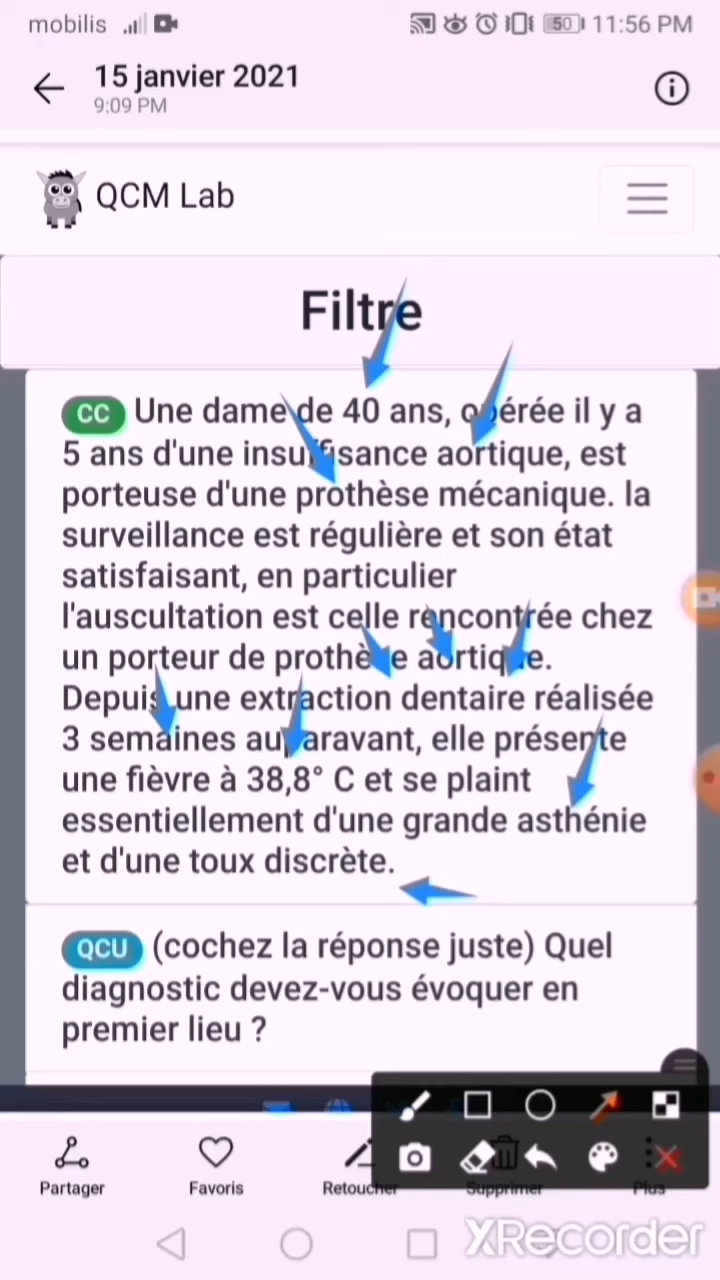 mobilis 50 11:56 PM
15 janvier 2021
9:09 PM
QCM Lab
Filtre
CC Une dame de 40 ans, opérée il y a
5 ans d'une insuffisance aortique, est
porteuse d'une prothèse mécanique. la
surveillance est régulière et son état
satisfaisant, en particulier
l'auscultation est celle rencontrée chez
un porteur de prothèse aortique.
Depuis une extraction dentaire réalisée
3 semaines auparavant, elle présente
une fièvre à 38,8° C et se plaint
essentiellement d'une grande asthénie
et d'une toux discrète.
QCU (cochez la réponse juste) Quel
diagnostic devez-vous évoquer en
premier lieu ?
Partager Favoris Retoucher Supprimer Plus
XRecorder